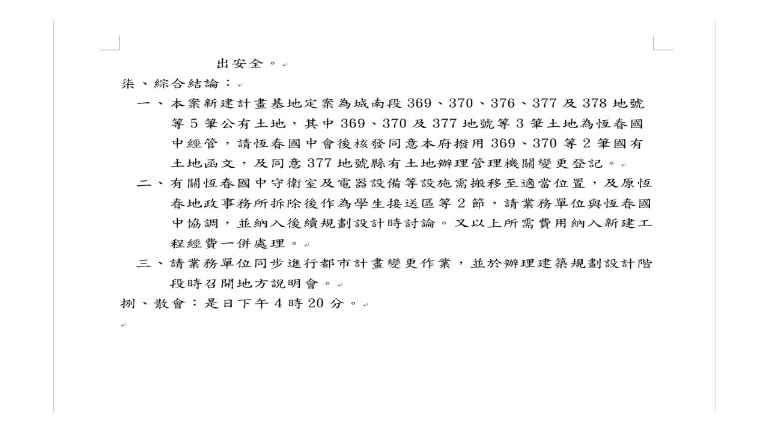 出安全。
柒、綜合結論：
一、本案新建計畫基地定案為城南段 369、370、376、377 及 378 地號
等 5 筆公有土地，其中 369、370 及 377 地號等 3 筆土地為恆春國
中經管，請恆春國中會後核發同意本府撥用 369、370 等 2 筆國有
土地函文，及同意 377 地號縣有土地辦理管理機關變更登記。
二、有關恆春國中守衛室及電器設備等設施需搬移至適當位置，及原恆
春地政事務所拆除後作為學生接送區等 2 節，請業務單位與恆春國
中協調，並納入後續規劃設計時討論。又以上所需費用納入新建工
程經費一併處理。
三、請業務單位同步進行都市計畫變更作業，並於辦理建築規劃設計階
段時召開地方說明會。
捌、散會：是日下午 4 時 20 分。